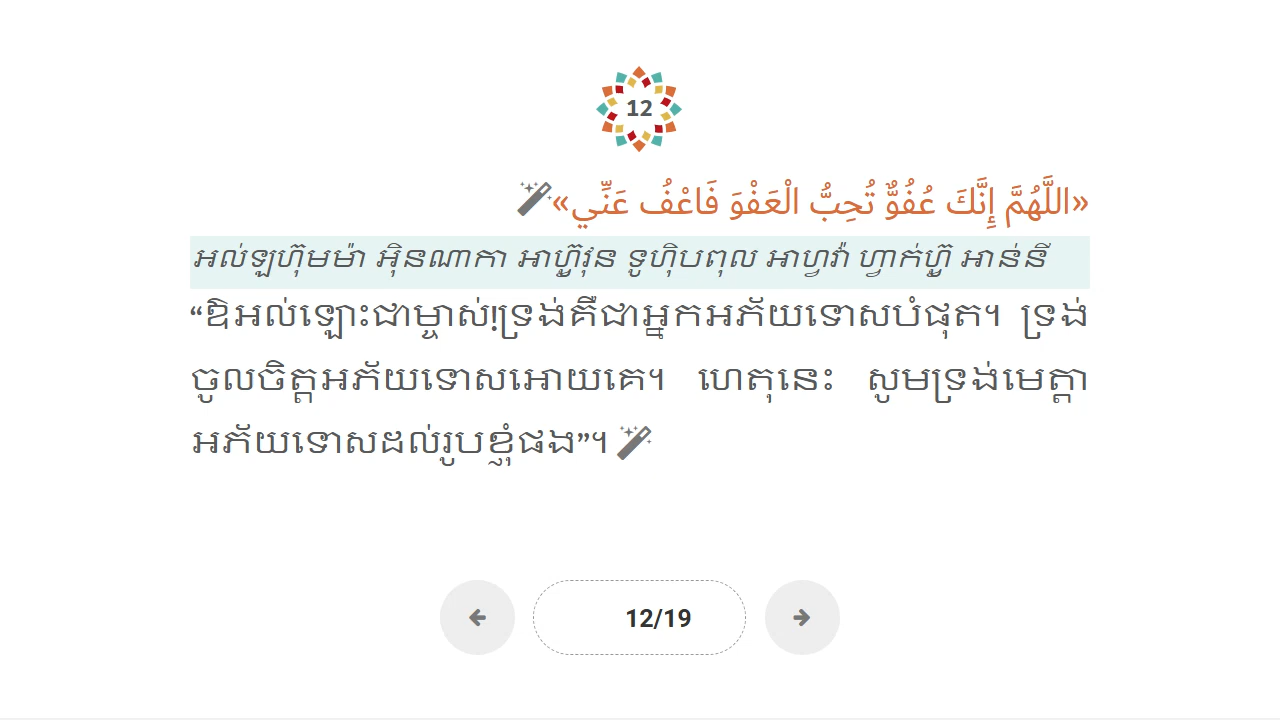 12
«اللَّهُمَّ إِنَّكَ عُفُوٌّ تُحِبُّ الْعَفْوَ فَاعْفُ عَنِّي»
អល់ឡហ៊ុមម៉ា អ៊ិនណាកា អាហ្វ៊ូវុន ទូហ៊ិបពុល អាហ្វវ៉ា ហ្វាក់ហ្វ៊ូ អាន់នី
“ឱអល់ឡោះជាម្ចាស់!ទ្រង់គឺជាអ្នកអភ័យទោសបំផុត។ ទ្រង់
ចូលចិត្តអភ័យទោសអោយគេ។ ហេតុនេះ សូមទ្រង់មេត្តា
អភ័យទោសដល់រូបខ្ញុំផង”។
12/19